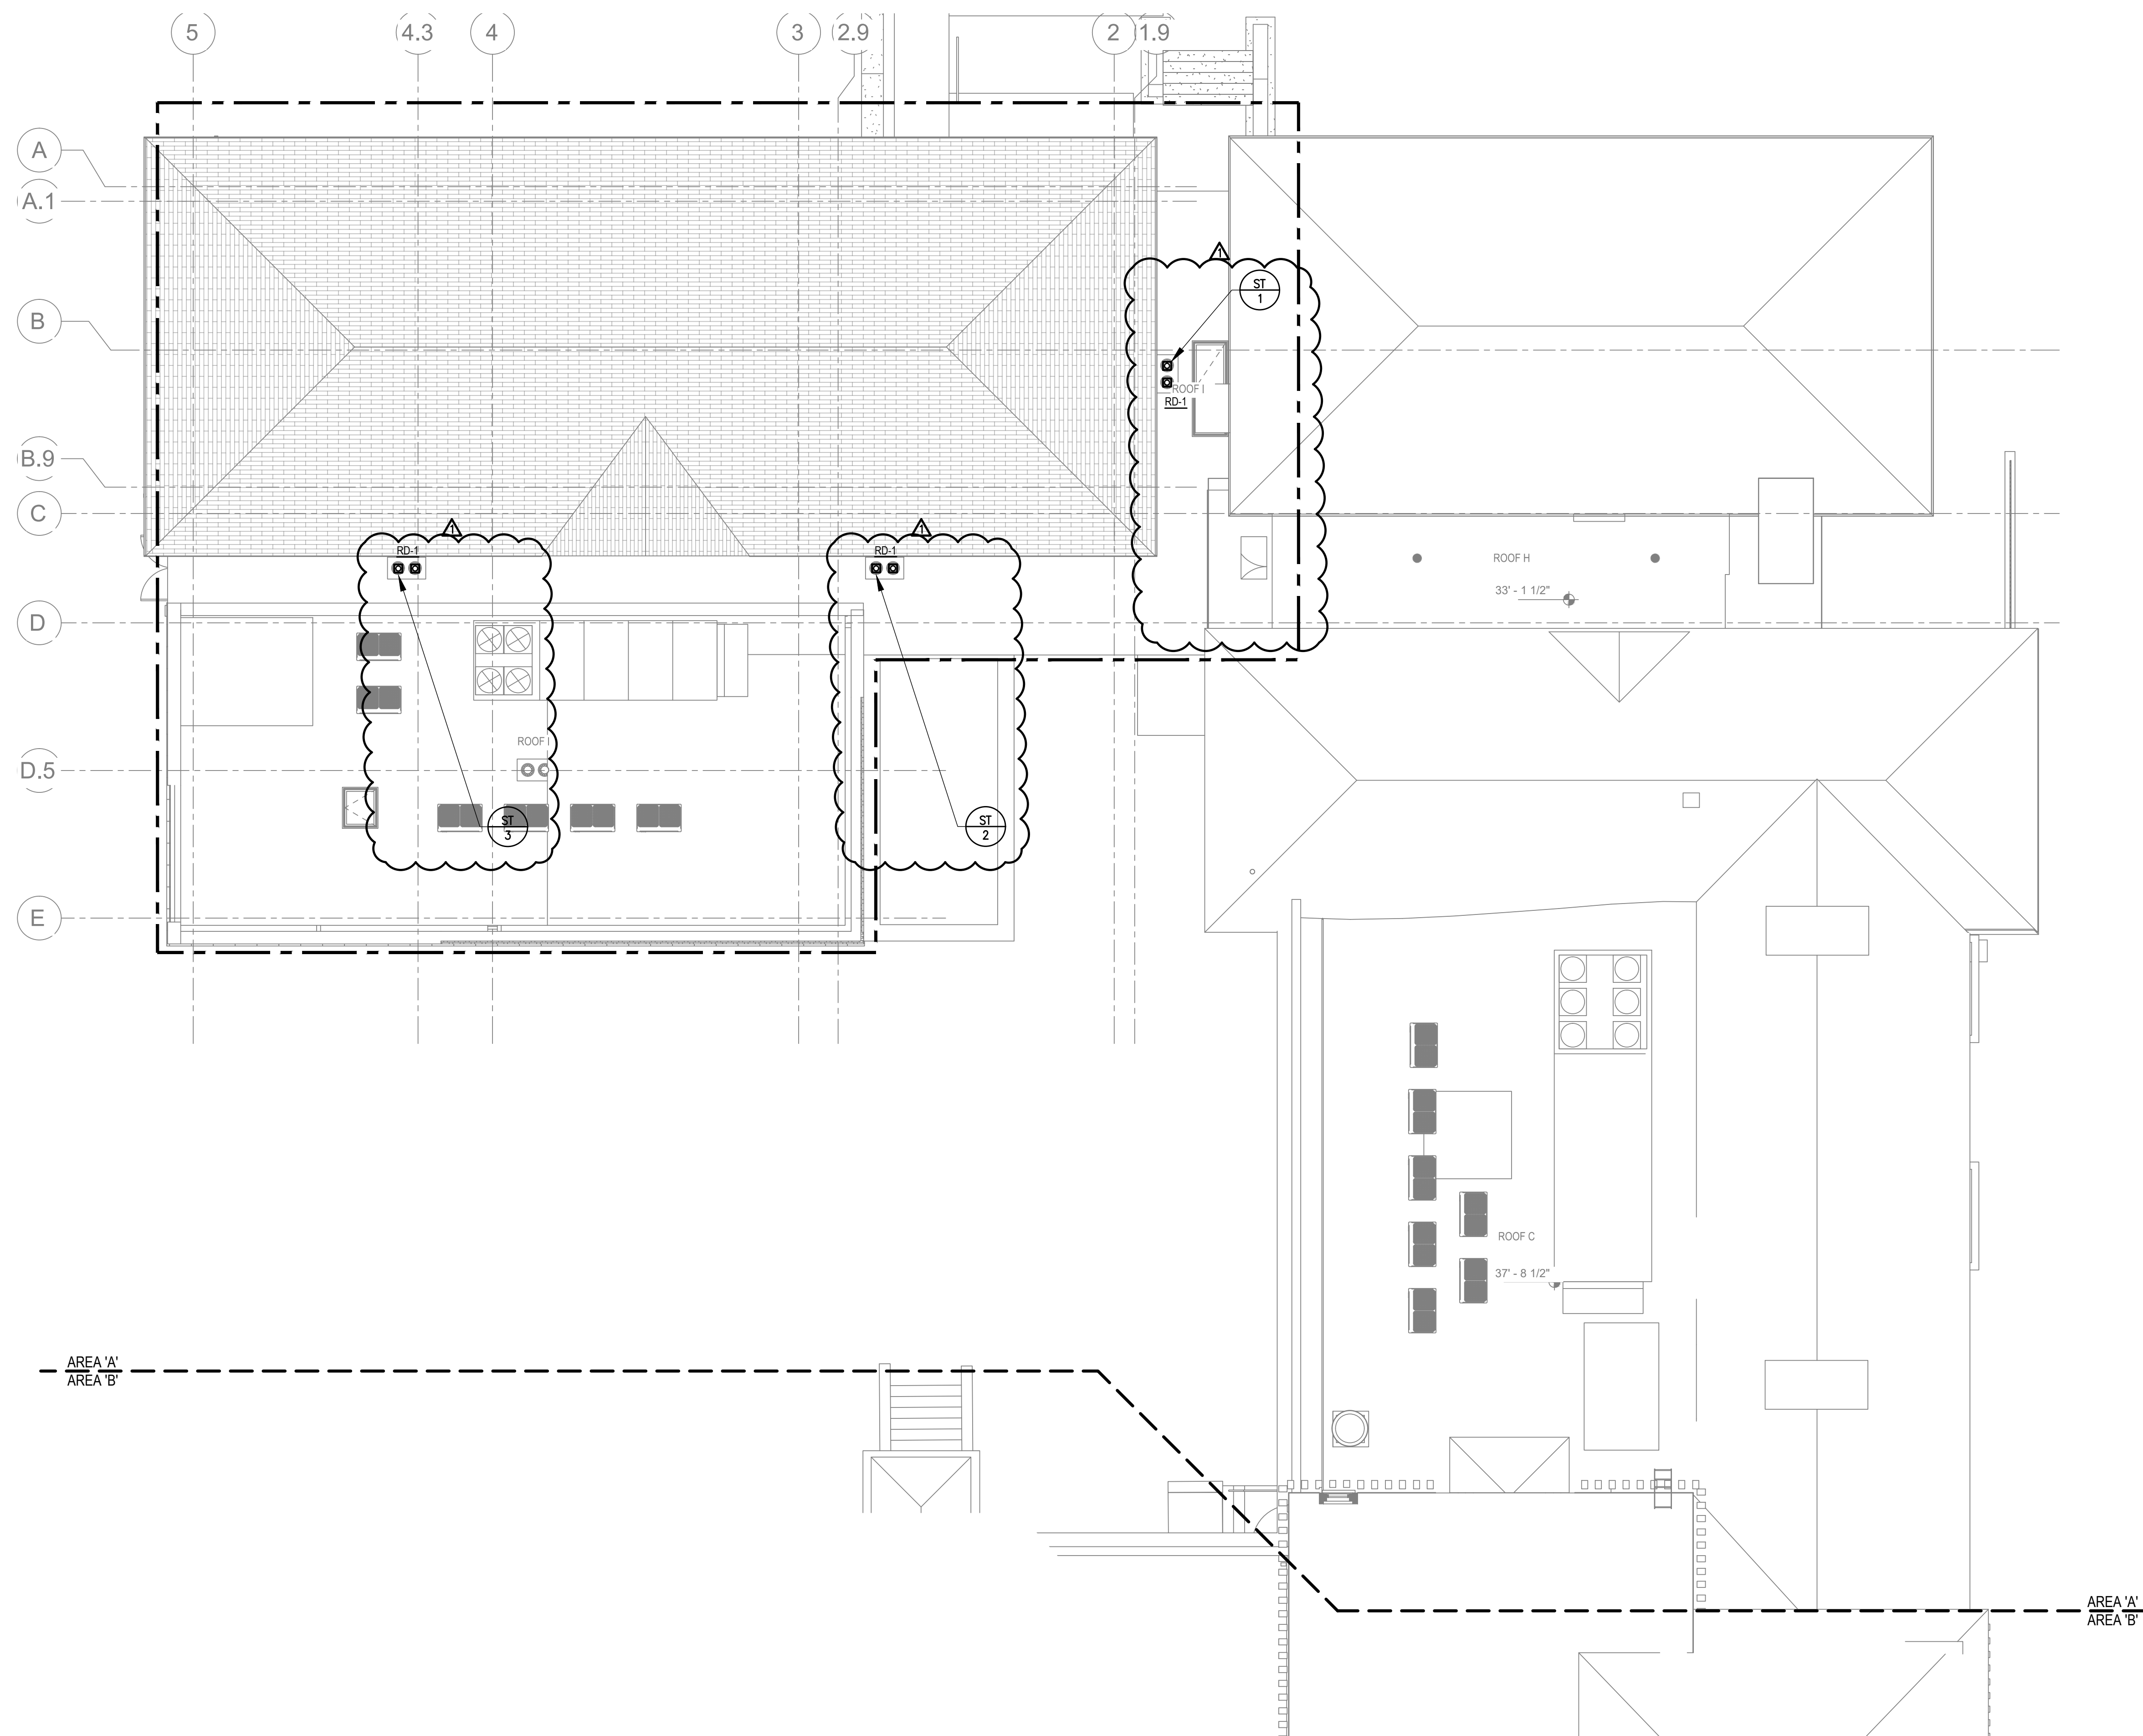 5
4.3
4
3
2.9
2
1.9
A
A.1
B
B.9
C
D
D.5
E
1
ST
1
ROOF I
RD-1
1
RD-1
1
RD-1
ROOF H
33' - 1 1/2"
ROOF I
ST
3
ST
2
ROOF C
37' - 8 1/2"
AREA 'A'
AREA 'B'
AREA 'A'
AREA 'B'